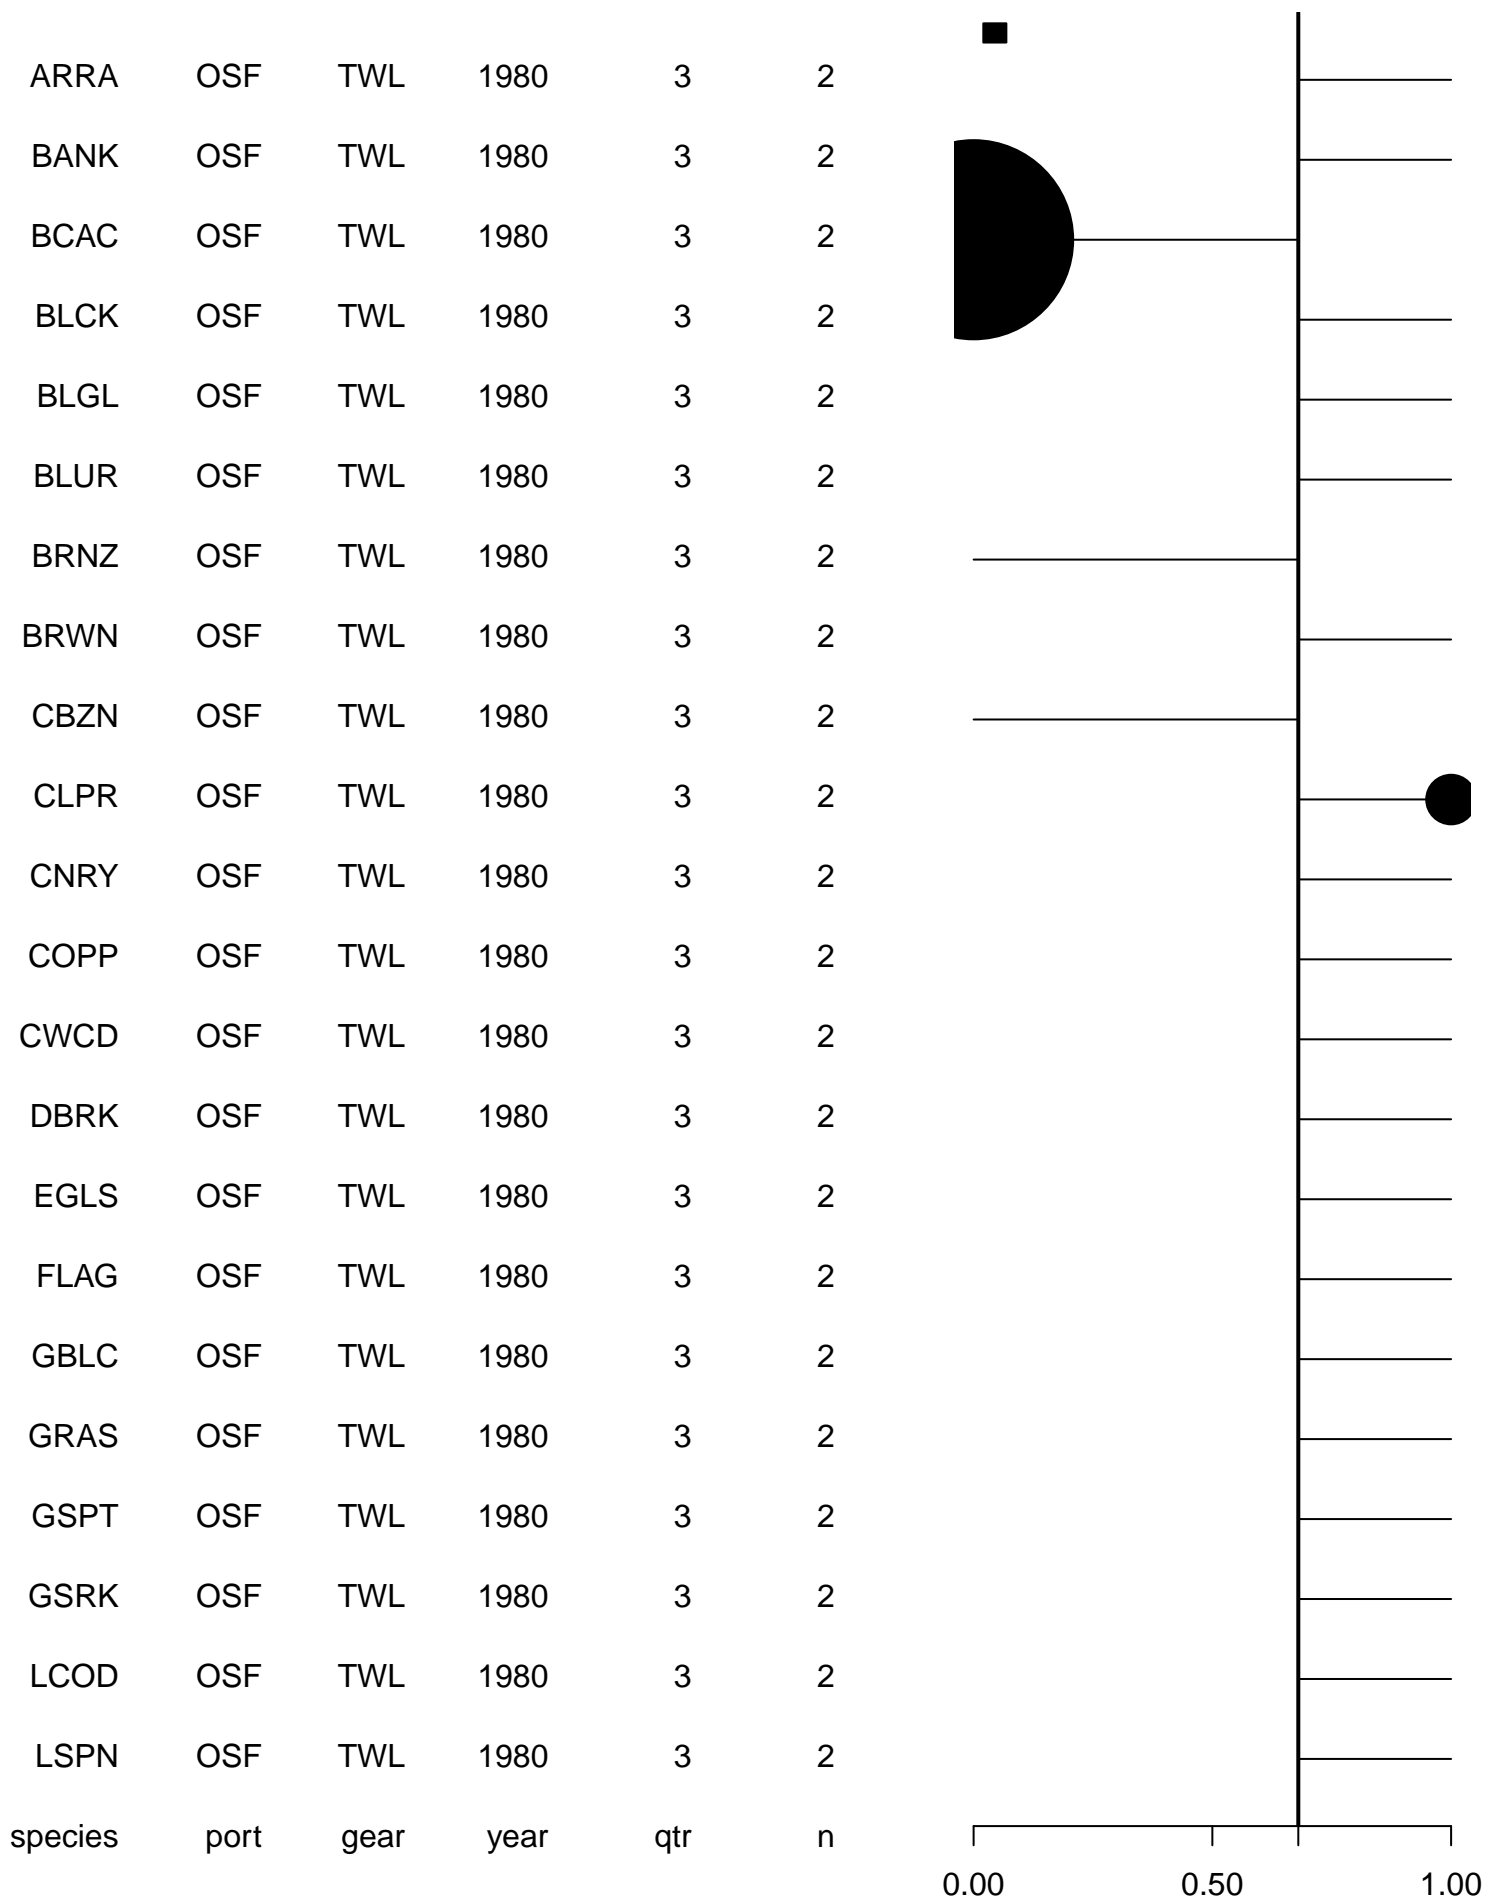 ARRA OSF TWL 1980 3 2
BANK OSF TWL 1980 3 2
BCAC OSF TWL 1980 3 2
BLCK OSF TWL 1980 3 2
BLGL OSF TWL 1980 3 2
BLUR OSF TWL 1980 3 2
BRNZ OSF TWL 1980 3 2
BRWN OSF TWL 1980 3 2
CBZN OSF TWL 1980 3 2
CLPR OSF TWL 1980 3 2
CNRY OSF TWL 1980 3 2
COPP OSF TWL 1980 3 2
CWCD OSF TWL 1980 3 2
DBRK OSF TWL 1980 3 2
EGLS OSF TWL 1980 3 2
FLAG OSF TWL 1980 3 2
GBLC OSF TWL 1980 3 2
GRAS OSF TWL 1980 3 2
GSPT OSF TWL 1980 3 2
GSRK OSF TWL 1980 3 2
LCOD OSF TWL 1980 3 2
LSPN OSF TWL 1980 3 2
species port gear year qtr n
0.00 0.50 1.00